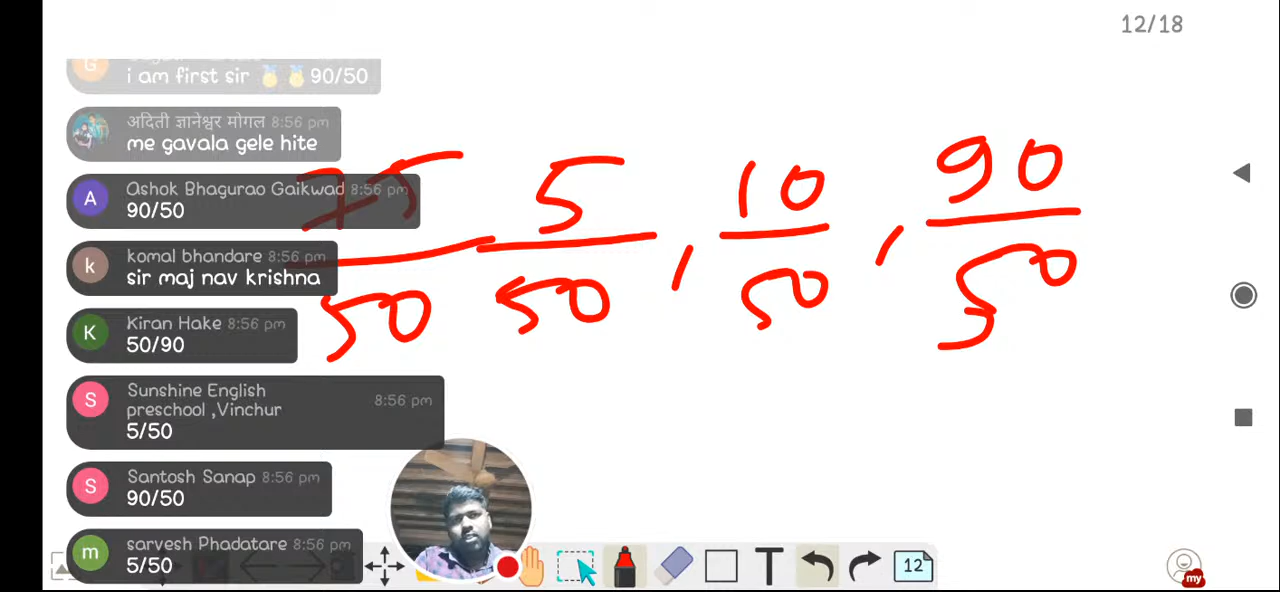 12/18
i am first sir 🏅 🏅 90/50
अदिती ज्ञानेश्वर मोगल 8:56 pm
me gavala gele hite
Ashok Bhagurao Gaikwad 8:56 pm
A 90/50
komal bhandare 8:56 pm
k sir maj nav krishna
Kiran Hake 8:56 pm
K 50/90
Sunshine English
preschool ,Vinchur 8:56 pm
S 5/50
Santosh Sanap 8:56 pm
S 90/50
sarvesh Phadatare 8:56 pm
m 5/50
75 5 10 90
50 50 , 50 , 50
T 12
my